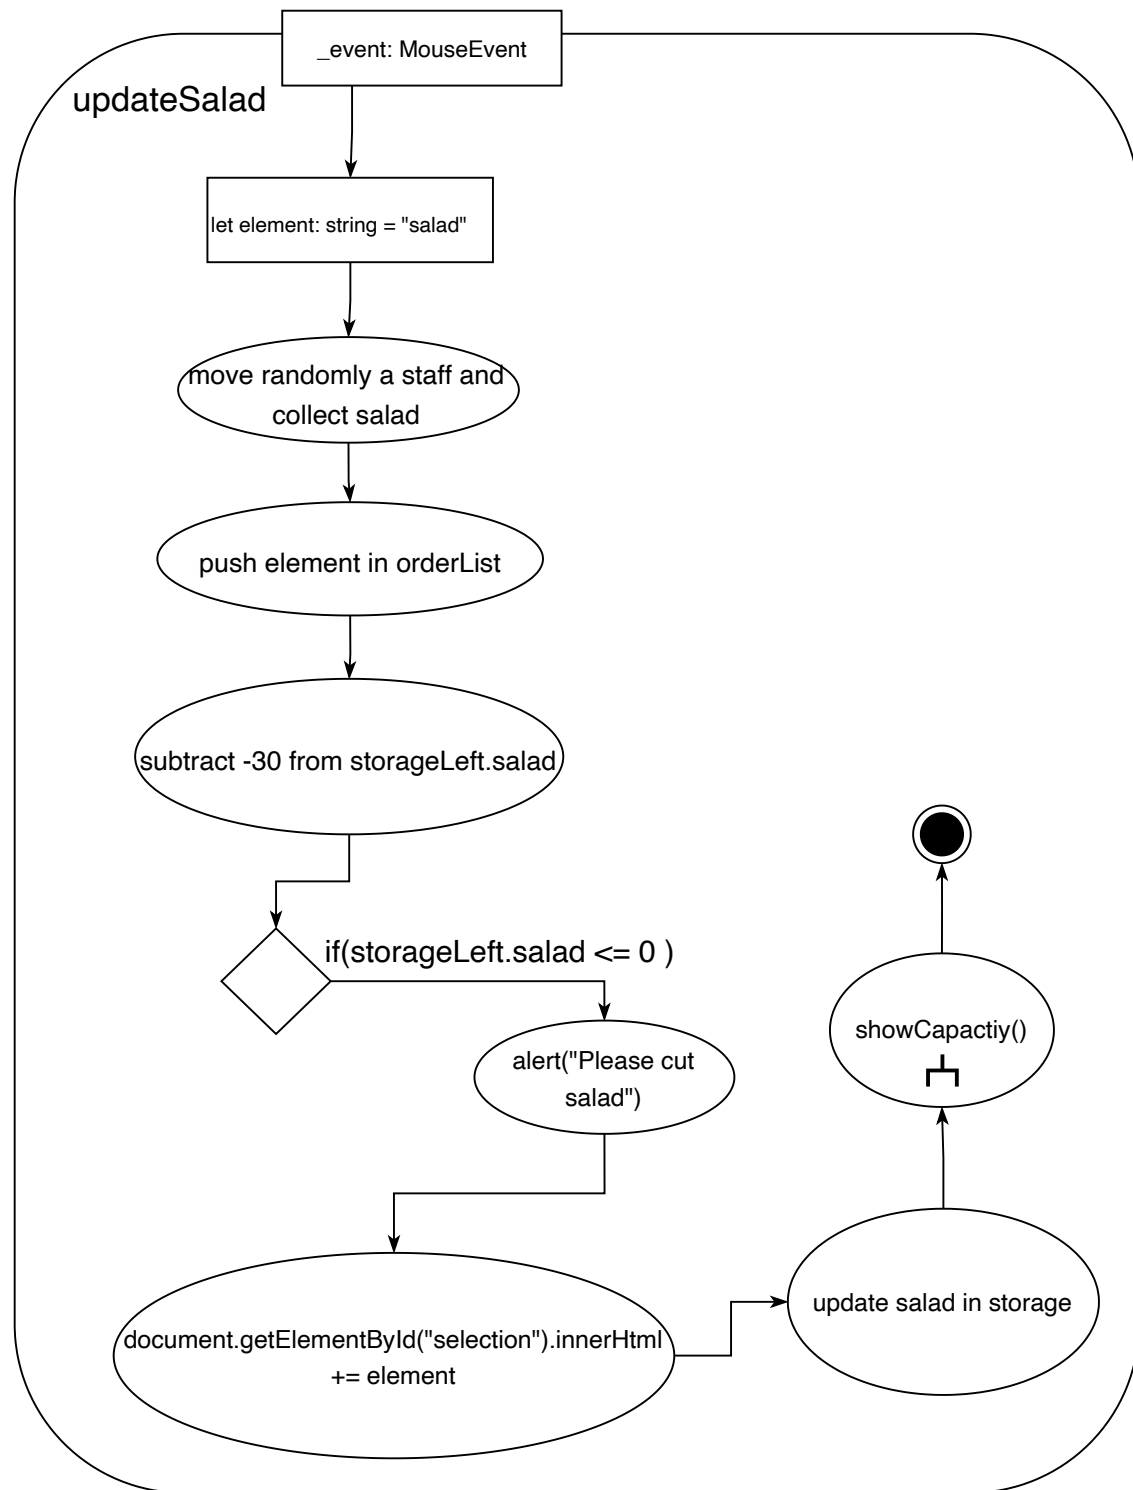 _event: MouseEvent
updateSalad
let element: string = "salad"
move randomly a staff and
collect salad
push element in orderList
subtract -30 from storageLeft.salad
if(storageLeft.salad <= 0 )
alert("Please cut
salad")
document.getElementById("selection").innerHtml
+= element
update salad in storage
showCapactiy()